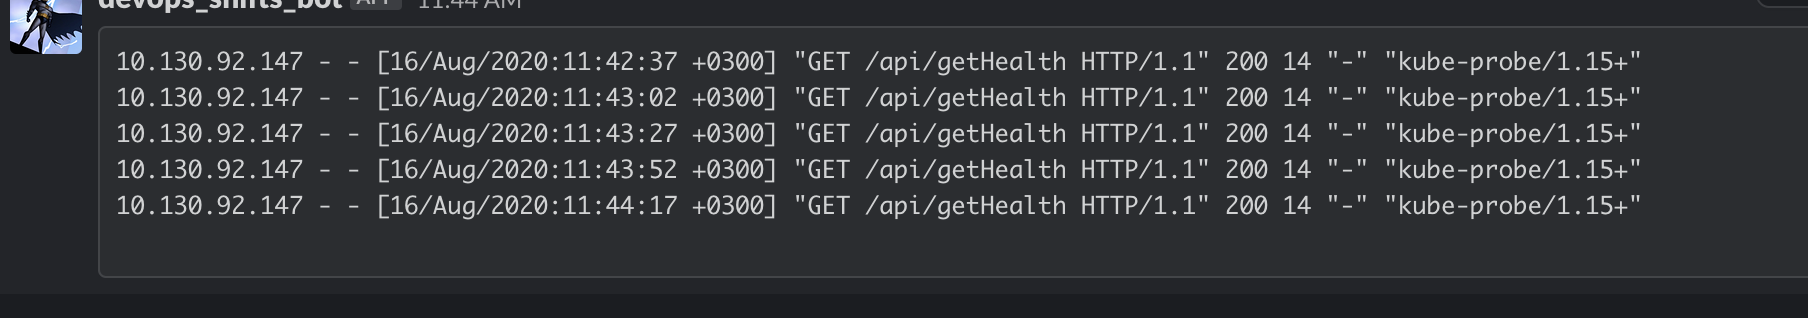 devops_shifts_bot APP 11:44 AM
10.130.92.147 - - [16/Aug/2020:11:42:37 +0300] "GET /api/getHealth HTTP/1.1" 200 14 "-" "kube-probe/1.15+"
10.130.92.147 - - [16/Aug/2020:11:43:02 +0300] "GET /api/getHealth HTTP/1.1" 200 14 "-" "kube-probe/1.15+"
10.130.92.147 - - [16/Aug/2020:11:43:27 +0300] "GET /api/getHealth HTTP/1.1" 200 14 "-" "kube-probe/1.15+"
10.130.92.147 - - [16/Aug/2020:11:43:52 +0300] "GET /api/getHealth HTTP/1.1" 200 14 "-" "kube-probe/1.15+"
10.130.92.147 - - [16/Aug/2020:11:44:17 +0300] "GET /api/getHealth HTTP/1.1" 200 14 "-" "kube-probe/1.15+"